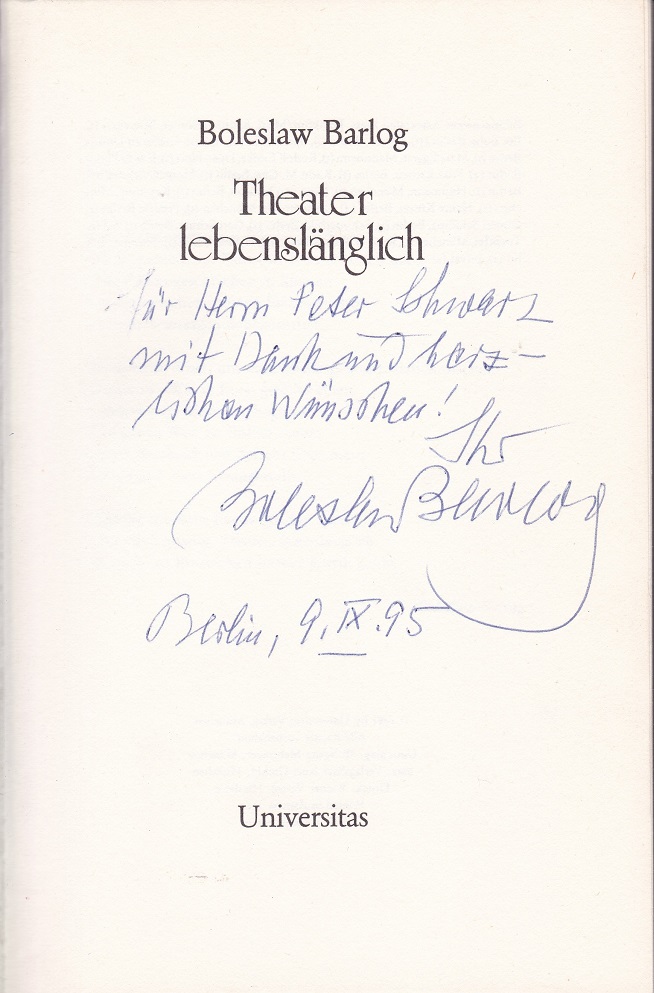 Boleslaw Barlog
Theater
lebenslänglich
für Herrn Peter Schwarz
mit Dank und herz-
lichen Wünschen!
Ihr
Boleslaw Barlog
Berlin, 9. IX. 95
Universitas